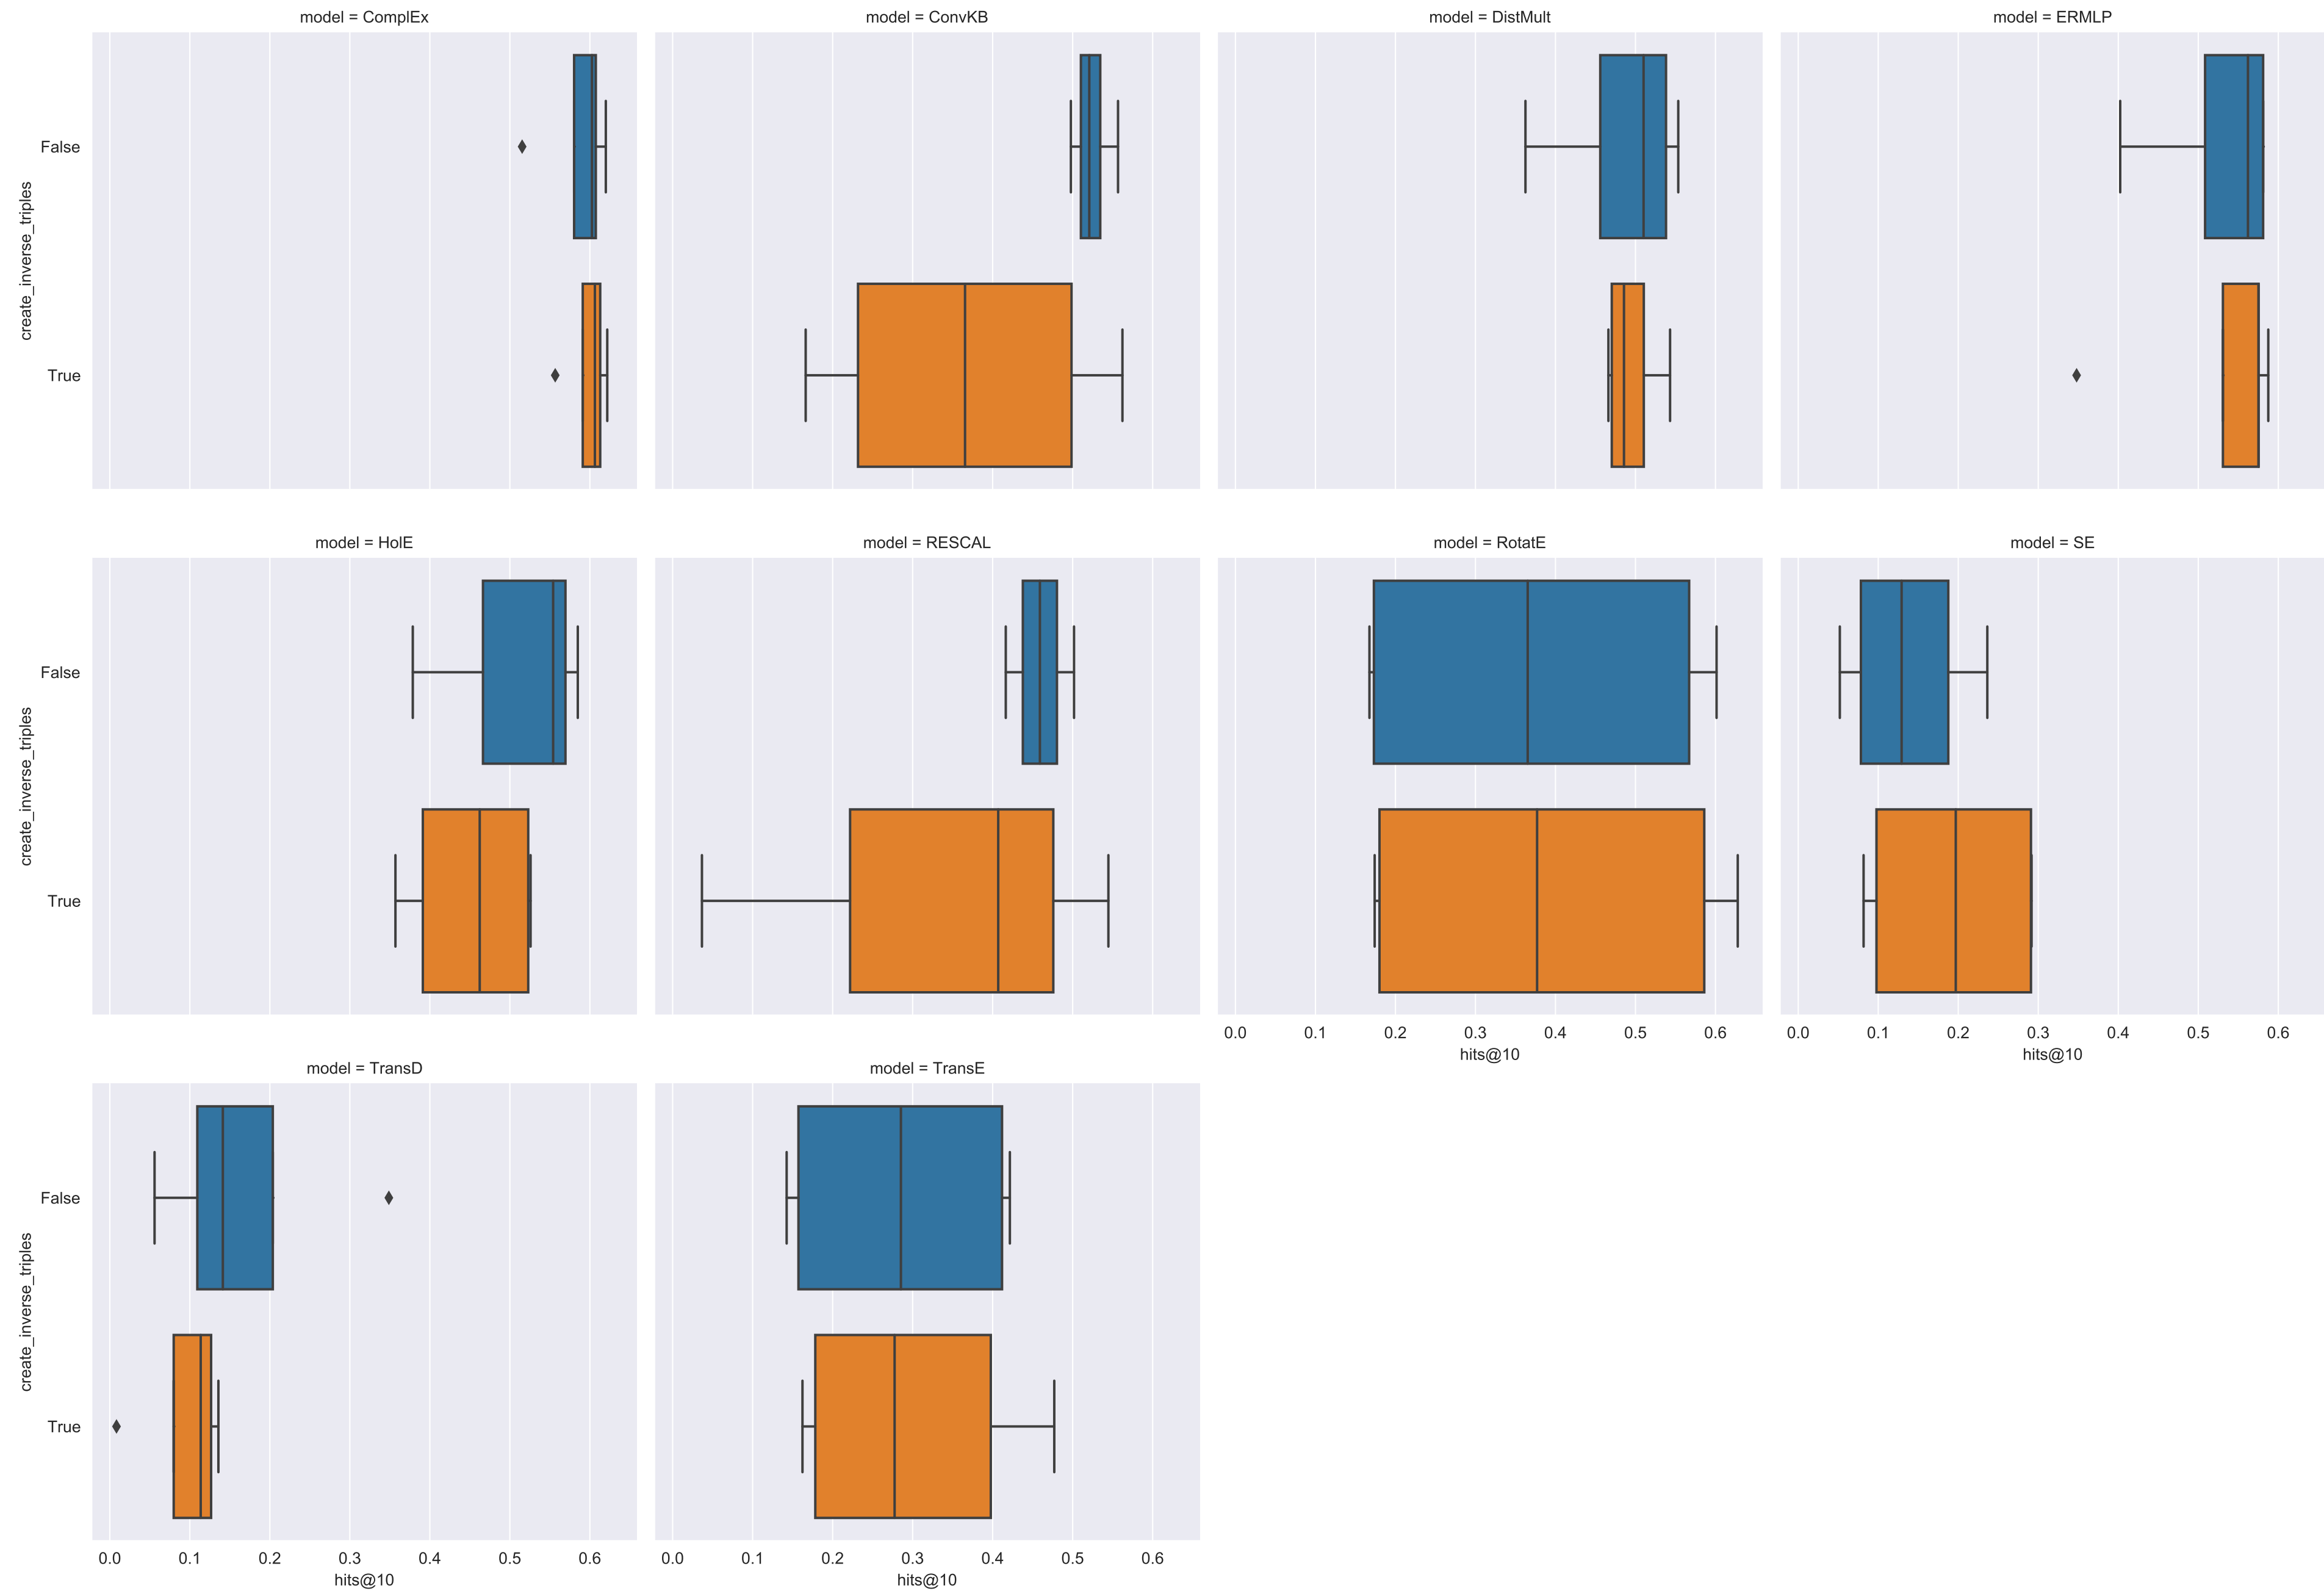 model = ComplEx
model = ConvKB
model = DistMult
model = ERMLP
create_inverse_triples
False
True
model = HolE
model = RESCAL
model = RotatE
model = SE
create_inverse_triples
False
True
0.0 0.1 0.2 0.3 0.4 0.5 0.6
hits@10
0.0 0.1 0.2 0.3 0.4 0.5 0.6
hits@10
model = TransD
model = TransE
create_inverse_triples
False
True
0.0 0.1 0.2 0.3 0.4 0.5 0.6
hits@10
0.0 0.1 0.2 0.3 0.4 0.5 0.6
hits@10